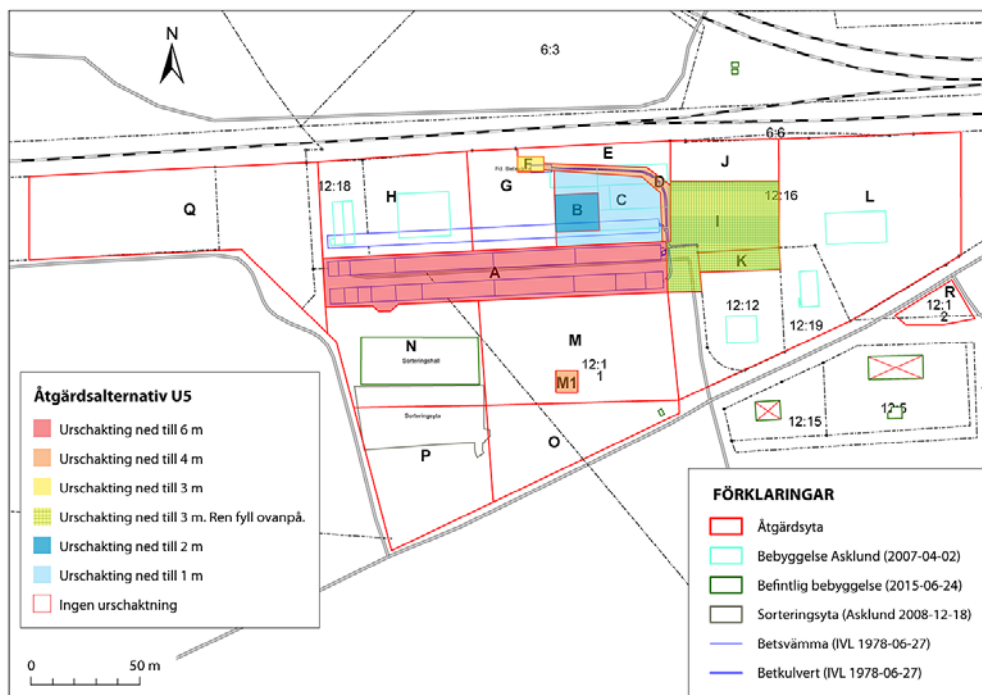 N
6:3
6:6
E
J
F
D
12:18
H
G
12:16
L
Q
B
C
I
A
K
R
12:1
2
12:12
12:19
N
Sorteringshall
M
M1
12:1
1
Sorteringsyta
P
O
12:15
12:5
Åtgärdsalternativ U5
Urschakting ned till 6 m
Urschakting ned till 4 m
Urschakting ned till 3 m
Urschakting ned till 3 m. Ren fyll ovanpå.
Urschakting ned till 2 m
Urschakting ned till 1 m
Ingen urschaktning
0
50 m
FÖRKLARINGAR
Åtgärdsyta
Bebyggelse Asklund (2007-04-02)
Befintlig bebyggelse (2015-06-24)
Sorteringsyta (Asklund 2008-12-18)
Betsvämma (IVL 1978-06-27)
Betkulvert (IVL 1978-06-27)